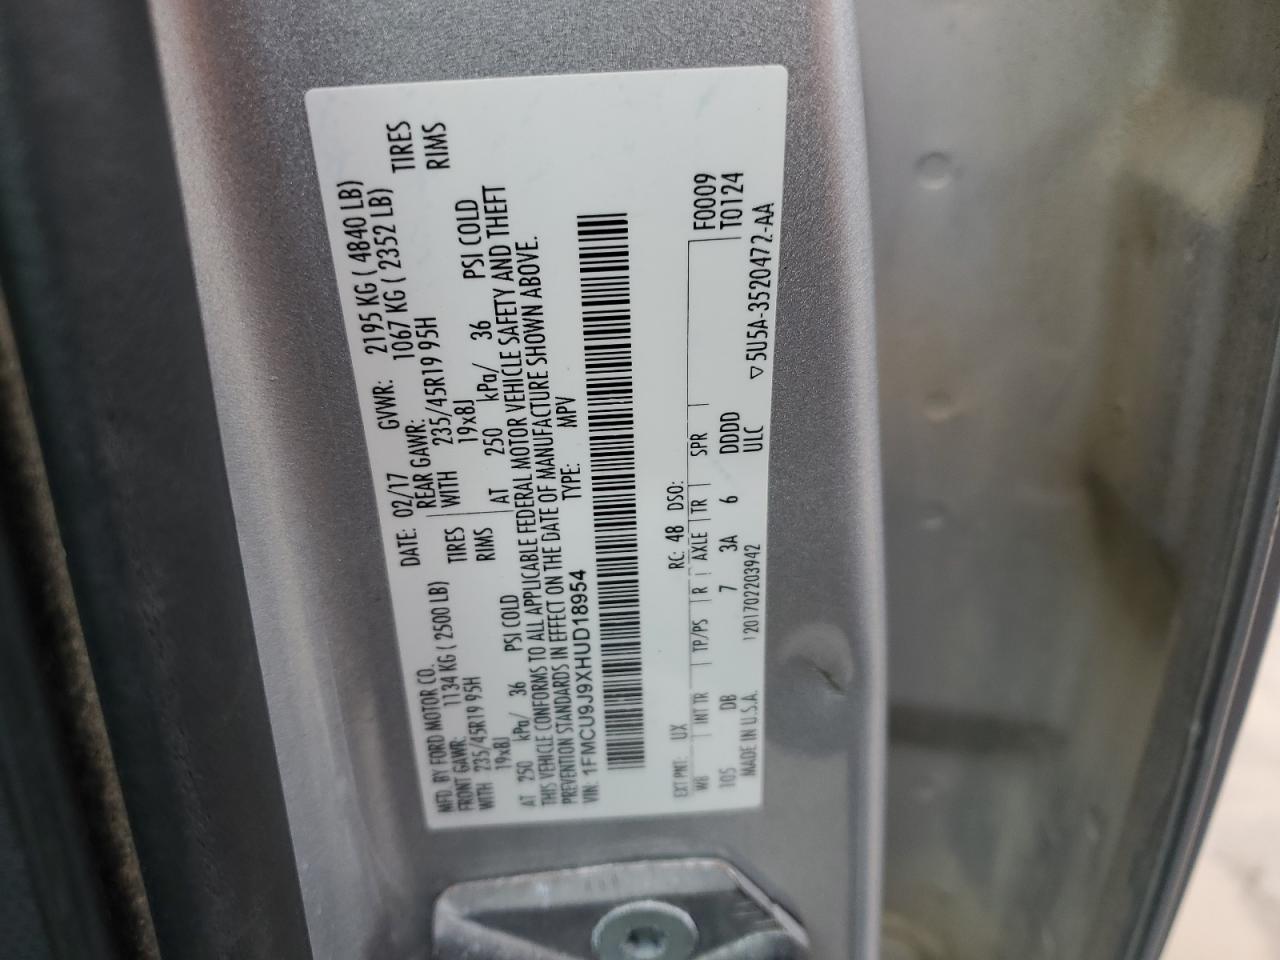 MFD. BY FORD MOTOR CO.
DATE: 02/17 GVWR: 2195 KG ( 4840 LB)
FRONT GAWR: 1134 KG ( 2500 LB) REAR GAWR: 1067 KG ( 2352 LB)
WITH 235/45R19 95H TIRES WITH 235/45R19 95H TIRES
19x8J RIMS 19x8J RIMS
AT 250 kPa/ 36 PSI COLD AT 250 kPa/ 36 PSI COLD
THIS VEHICLE CONFORMS TO ALL APPLICABLE FEDERAL MOTOR VEHICLE SAFETY AND THEFT
PREVENTION STANDARDS IN EFFECT ON THE DATE OF MANUFACTURE SHOWN ABOVE.
VIN: 1FMCU9J9XHUD18954 TYPE: MPV
EXT PNT: UX RC: 48 DSO: F0009
WB INT TR TP/PS R AXLE TR SPR T0124
105 DB 7 3A 6 DDDD
MADE IN U.S.A. 1201702203942 ULC ▽5U5A-3520472-AA